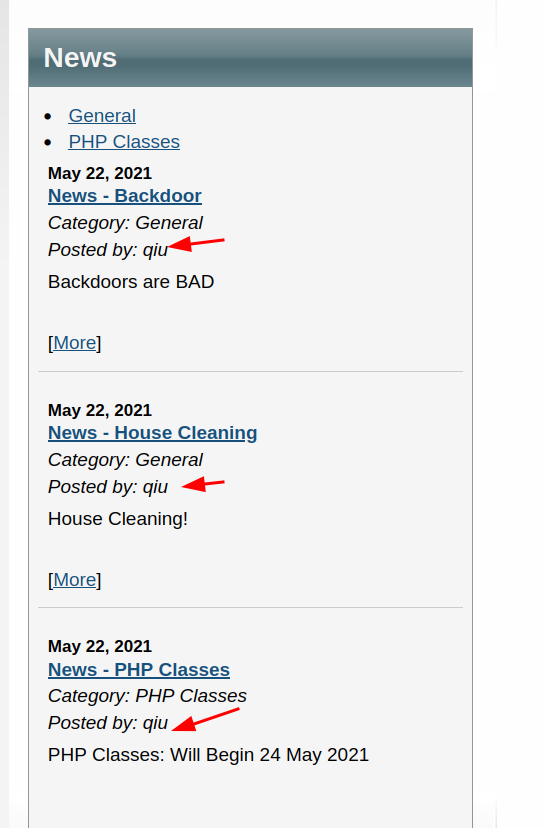 News
General
PHP Classes
May 22, 2021
News - Backdoor
Category: General
Posted by: qiu
Backdoors are BAD
[More]
May 22, 2021
News - House Cleaning
Category: General
Posted by: qiu
House Cleaning!
[More]
May 22, 2021
News - PHP Classes
Category: PHP Classes
Posted by: qiu
PHP Classes: Will Begin 24 May 2021